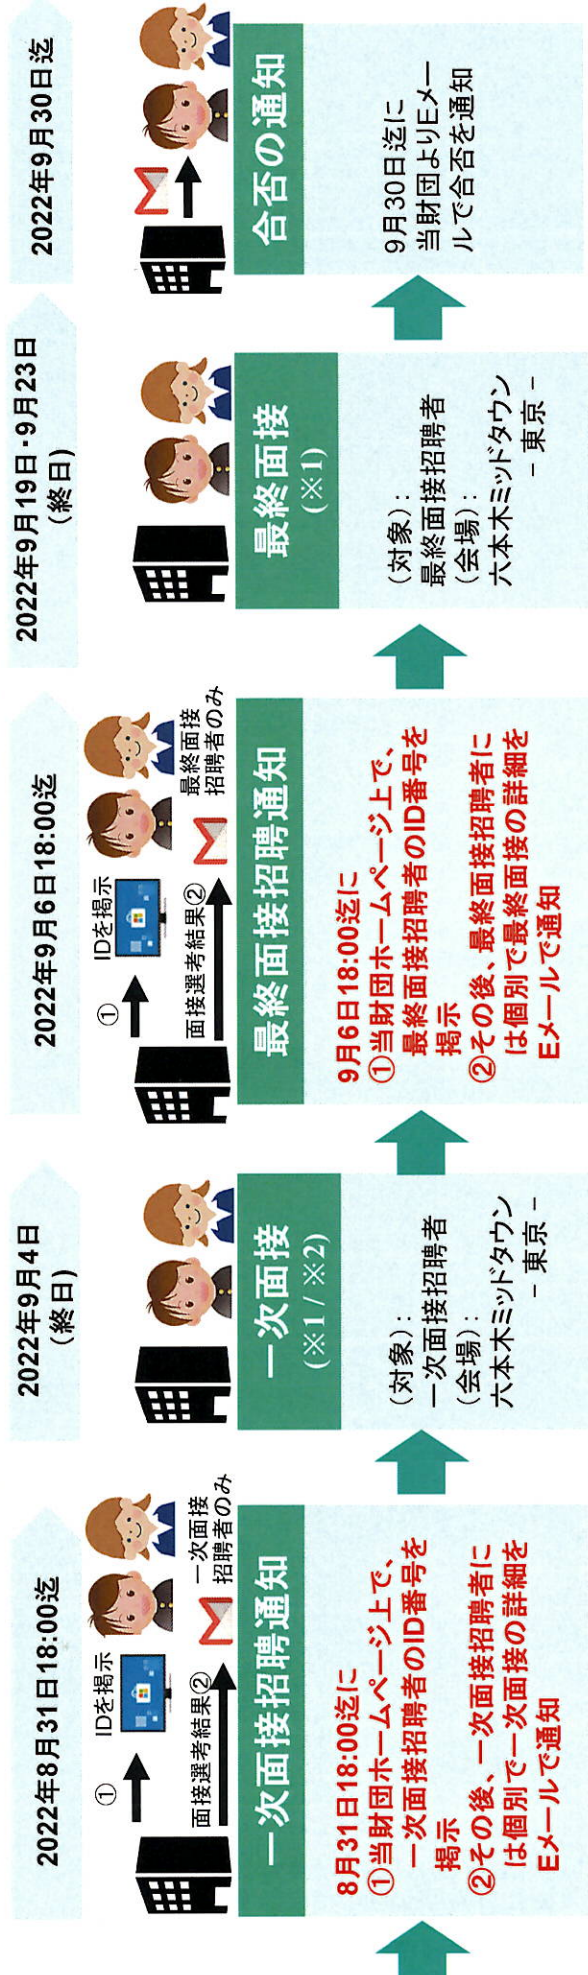 2022年8月31日18:00迄
①
IDを掲示
面接選考結果②
一次面接
招聘者のみ
一次面接招聘通知
8月31日18:00迄に
①当財団ホームページ上で、
一次面接招聘者のID番号を
掲示
②その後、一次面接招聘者に
は個別で一次面接の詳細を
Eメールで通知
2022年9月4日
(終日)
一次面接
(※1 / ※2)
(対象):
一次面接招聘者
(会場):
六本木ミッドタウン
- 東京 -
2022年9月6日18:00迄
①
IDを掲示
面接選考結果②
最終面接
招聘者のみ
最終面接招聘通知
9月6日18:00迄に
①当財団ホームページ上で、
最終面接招聘者のID番号を
掲示
②その後、最終面接招聘者に
は個別で最終面接の詳細を
Eメールで通知
2022年9月19日・9月23日
(終日)
最終面接
(※1)
(対象):
最終面接招聘者
(会場):
六本木ミッドタウン
- 東京 -
2022年9月30日迄
合否の通知
9月30日迄に
当財団よりEメー
ルで合否を通知